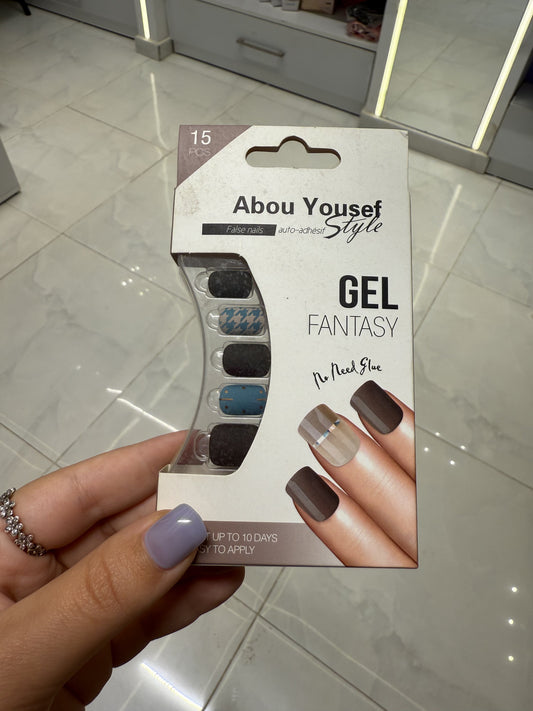 15
PCS
Abou Yousef
Style
False nails
auto-adhésif
GEL
FANTASY
No Need Glue
UP TO 10 DAYS
TO APPLY